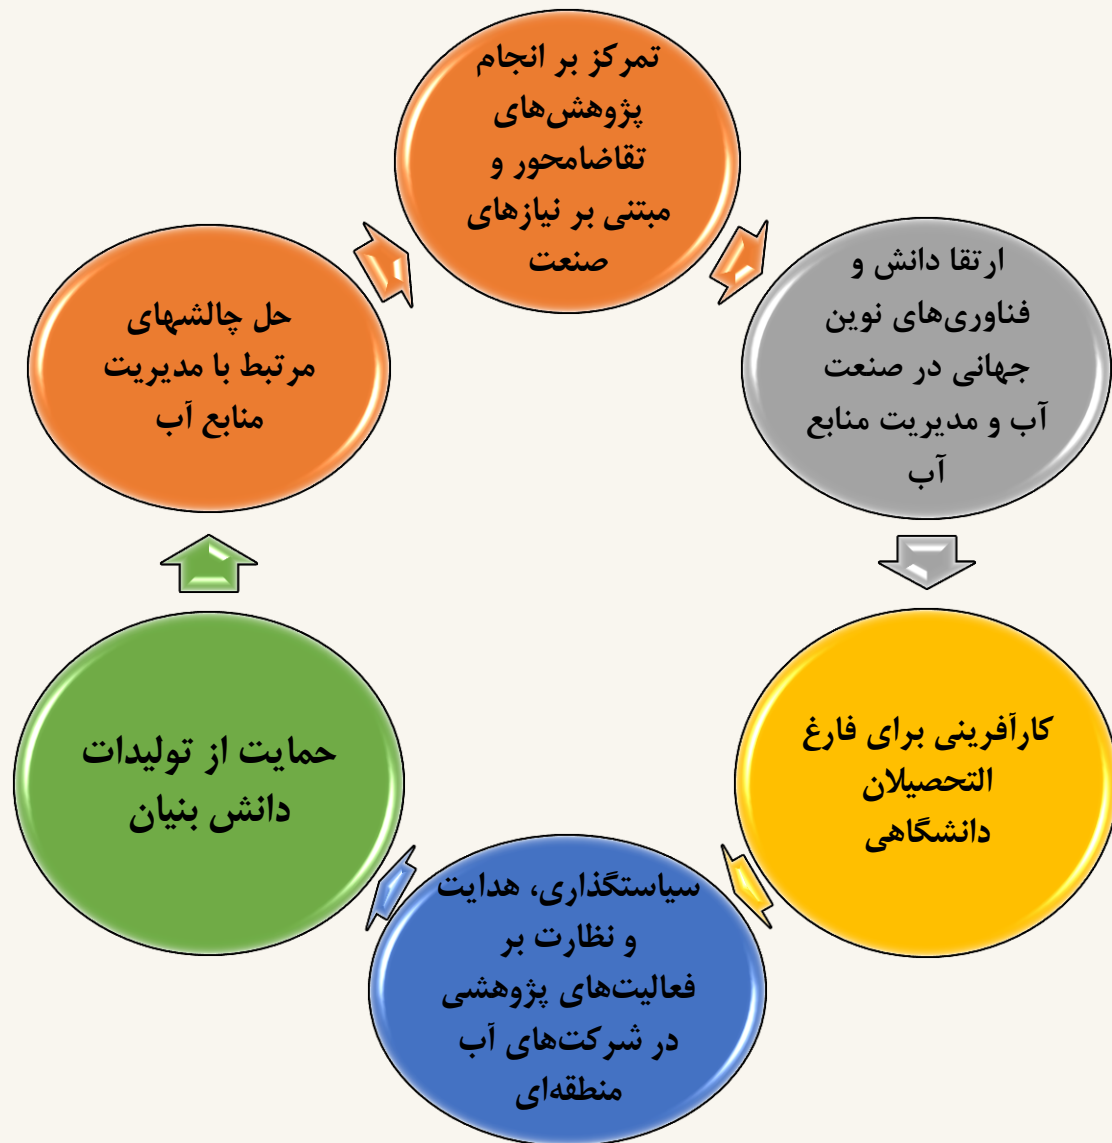 تمرکز بر انجام
پژوهش‌های
تقاضامحور و
مبتنی بر نیازهای
صنعت
ارتقا دانش و
فناوری‌های نوین
جهانی در صنعت
آب و مدیریت منابع
آب
کارآفرینی برای فارغ
التحصیلان
دانشگاهی
سیاستگذاری، هدایت
و نظارت بر
فعالیت‌های پژوهشی
در شرکت‌های آب
منطقه‌ای
حمایت از تولیدات
دانش بنیان
حل چالشهای
مرتبط با مدیریت
منابع آب